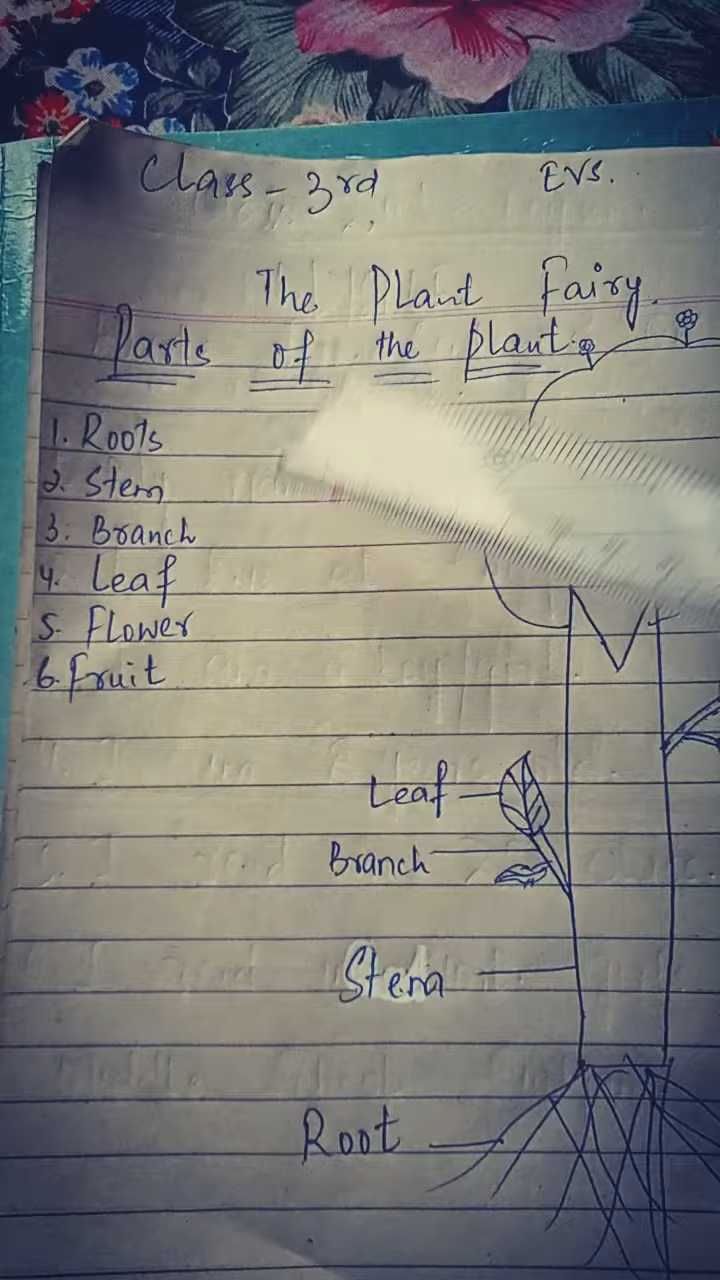 Class - 3rd EVS.
The Plant Fairy.
Parts of the plant
1. Roots
2. Stem
3. Branch
4. Leaf
5. Flower
6. Fruit
Leaf
Branch
Stem
Root